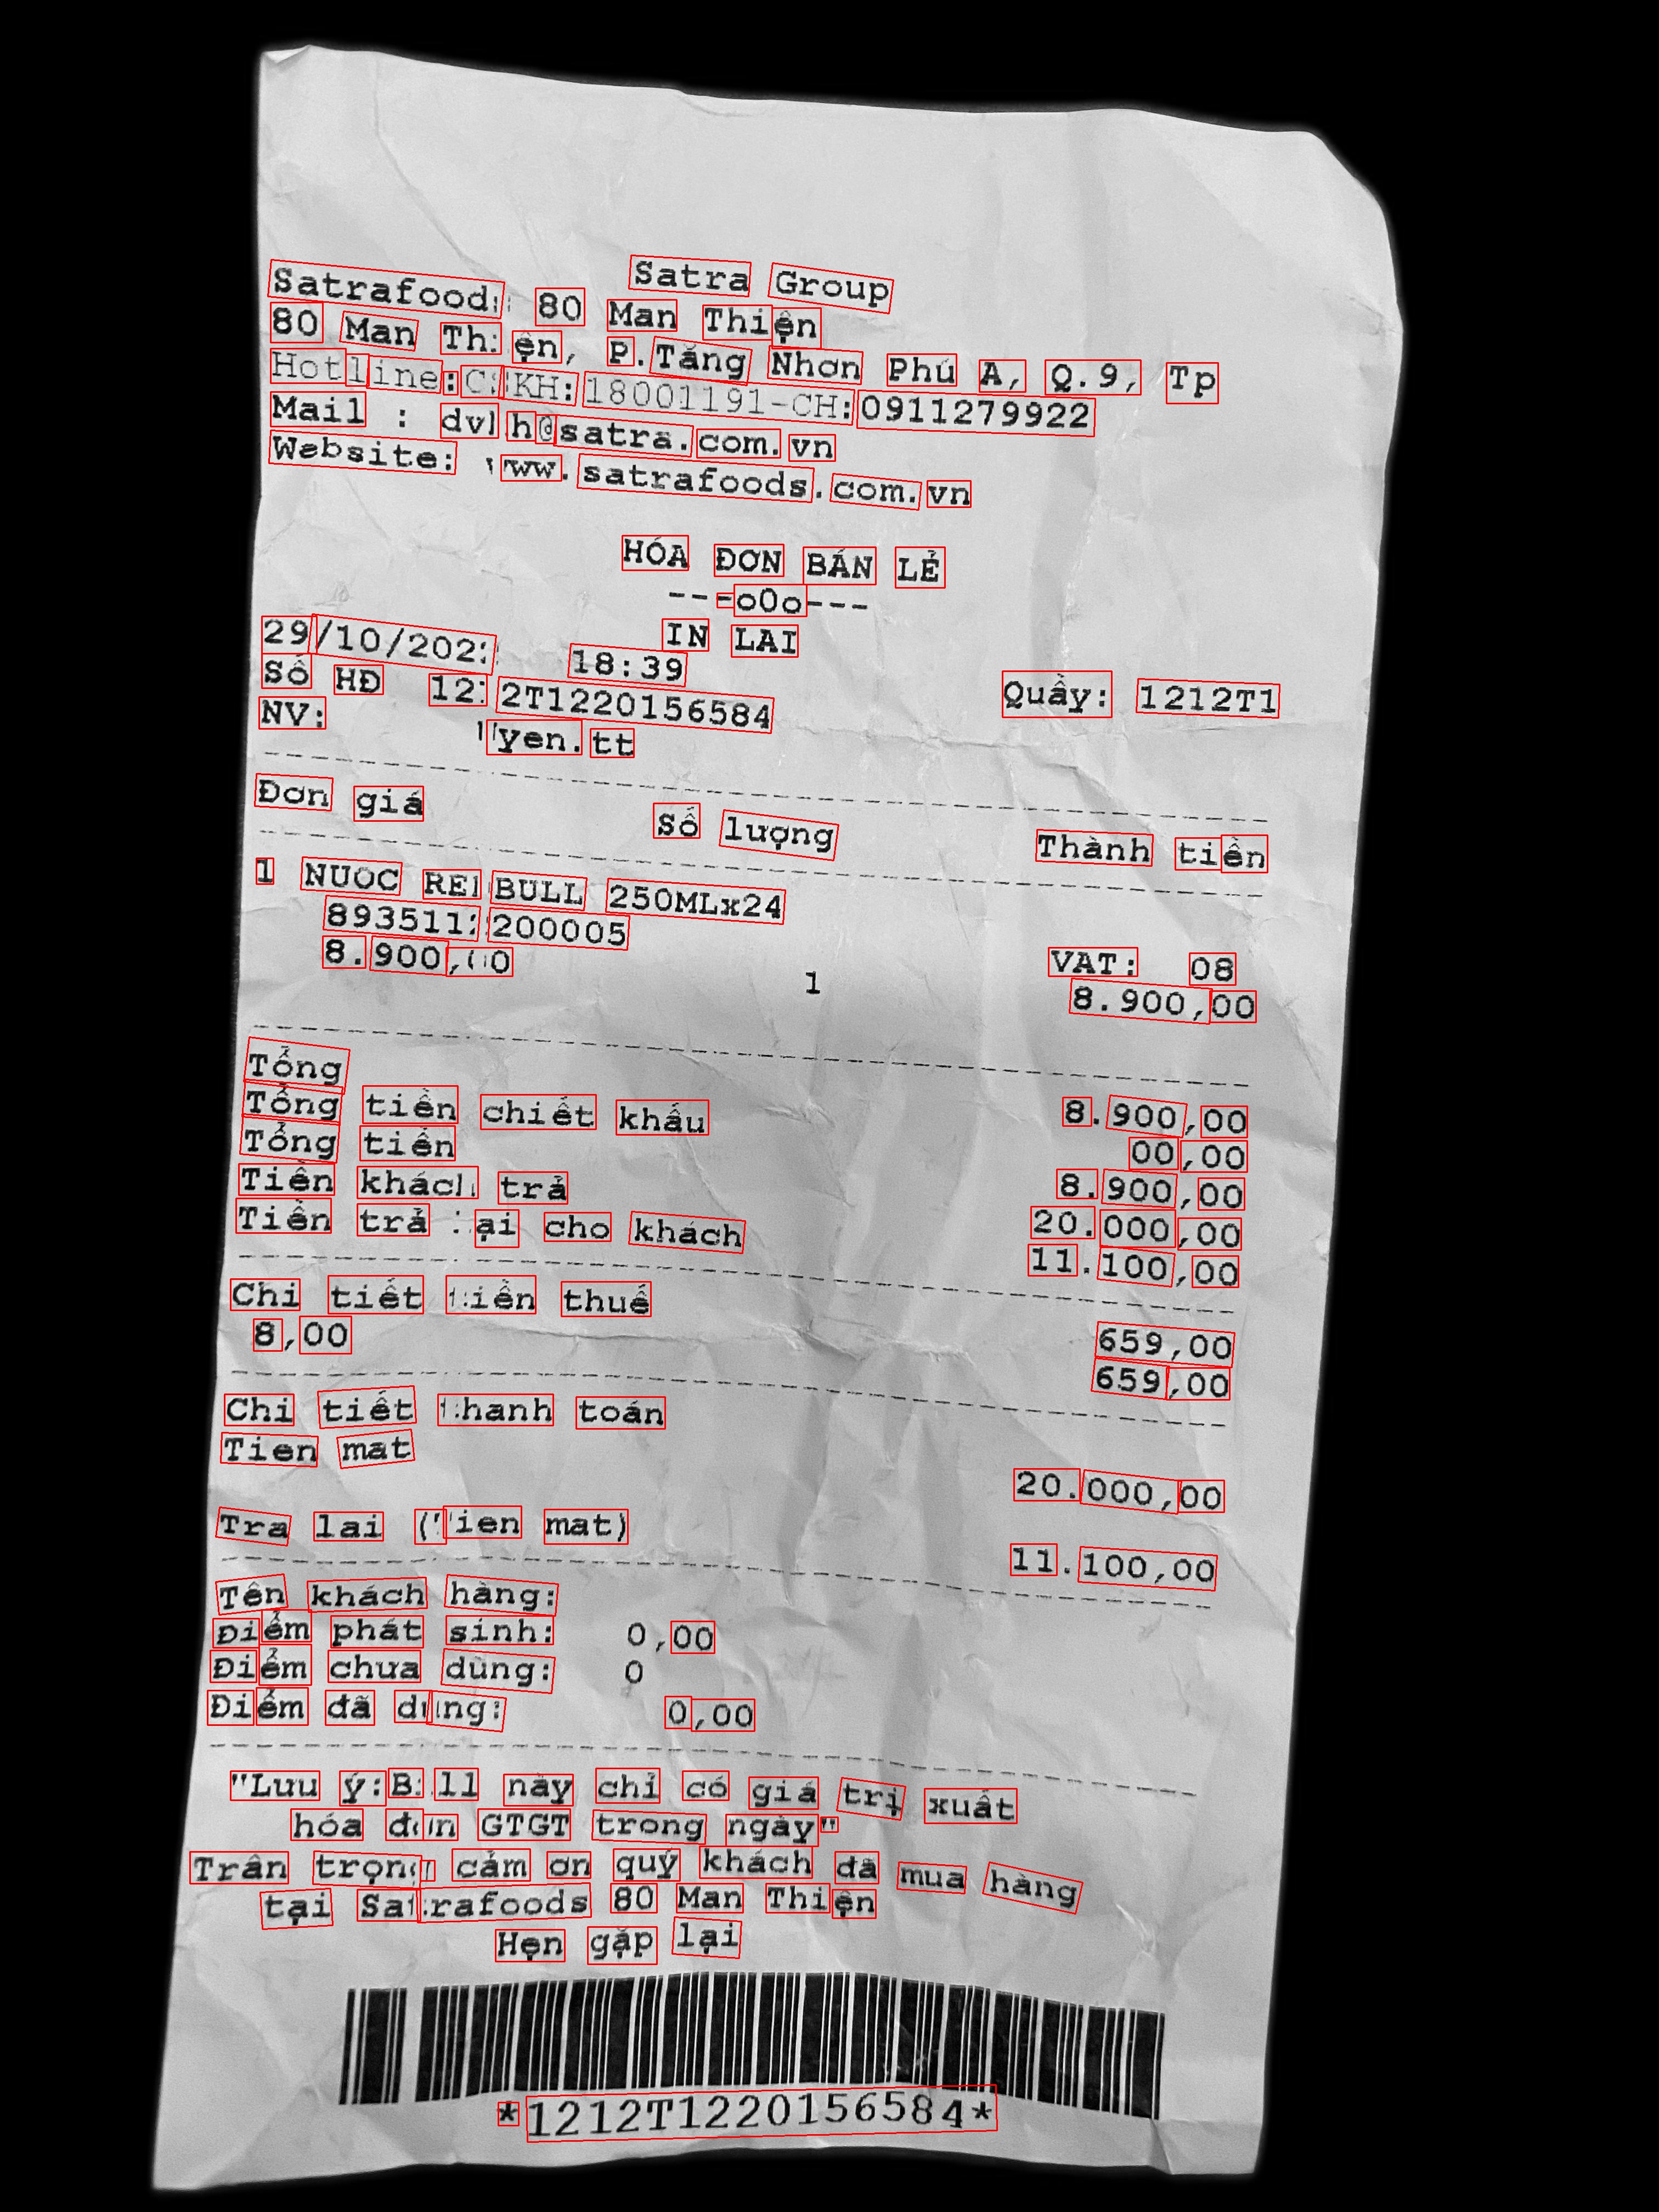 Satra Group
Satrafoods 80 Man Thiện
80 Man Thiện, P.Tăng Nhơn Phú A, Q.9, Tp
Hotline:CSKH:18001191-CH:0911279922
Mail : dvkh@satra.com.vn
Website: www.satrafoods.com.vn
HÓA ĐƠN BÁN LẺ
---oOo---
IN LAI
29/10/202 18:39
Số HĐ 1212T1220156584 Quầy: 1212T1
NV: yen.tt
Đơn giá Số lượng Thành tiền
1 NUOC RED BULL 250MLx24
8935112200005 VAT: 08
8.900,00 1 8.900,00
Tổng 8.900,00
Tổng tiền chiết khấu 00,00
Tổng tiền 8.900,00
Tiền khách trả 20.000,00
Tiền trả lại cho khách 11.100,00
Chi tiết tiền thuế 659,00
8,00 659,00
Chi tiết thanh toán
Tien mat 20.000,00
Tra lai (Tien mat) 11.100,00
Tên khách hàng:
Điểm phát sinh: 0,00
Điểm chưa dùng: 0
Điểm đã dùng: 0,00
"Lưu ý:Bill này chỉ có giá trị xuất
hóa đơn GTGT trong ngày"
Trân trọng cảm ơn quý khách đã mua hàng
tại Satrafoods 80 Man Thiện
Hẹn gặp lại
*1212T1220156584*